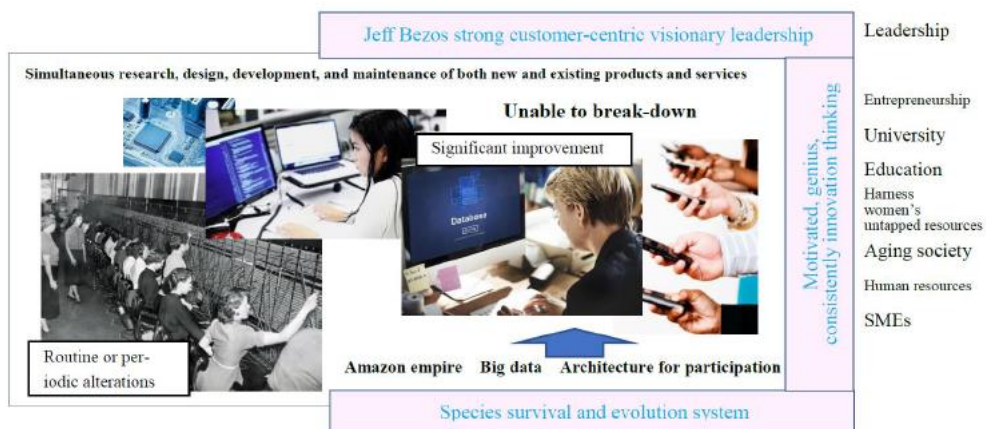 Jeff Bezos strong customer-centric visionary leadership
Leadership
Simultaneous research, design, development, and maintenance of both new and existing products and services
Unable to break-down
Significant improvement
Database
Routine or per-
iodic alterations
Amazon empire Big data Architecture for participation
Motivated, genius,
consistently innovation thinking
Species survival and evolution system
Entrepreneurship
University
Education
Harness
women's
untapped resources
Aging society
Human resources
SMEs